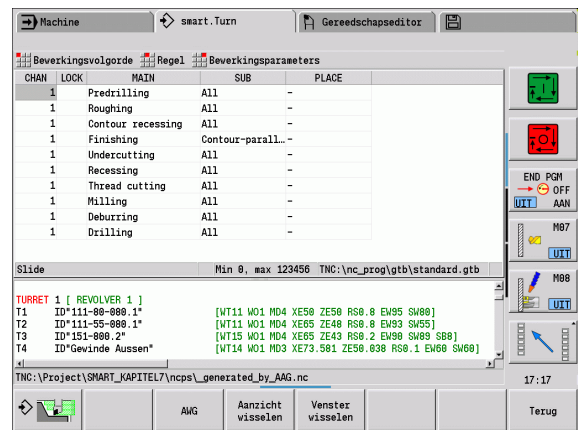 Machine smart.Turn Gereedschapseditor
Beverkingsvolgorde Regel Beverkingsparameters
CHAN LOCK MAIN SUB PLACE
1 Predrilling All -
1 Roughing All -
1 Contour recessing All -
1 Finishing Contour-parall… -
1 Undercutting All -
1 Recessing All -
1 Thread cutting All -
1 Milling All -
1 Deburring All -
1 Drilling All -
Slide Min 0, max 123456 TNC:\nc_prog\gtb\standard.gtb
TURRET 1 [ REVOLVER 1 ]
T1 ID"111-80-080.1" [WT11 WO1 MD4 XE50 ZE50 RS0.8 EW95 SW80]
T2 ID"111-55-080.1" [WT11 WO1 MD4 XE65 ZE28 RS0.8 EW93 SW55]
T3 ID"151-800.2" [WT15 WO1 MD4 XE65 ZE43 RS0.2 EW90 SW89 SB8]
T4 ID"Gewinde Aussen" [WT14 WO1 MD3 XE73.581 ZE50.038 RS0.1 EW60 SW60]
TNC:\Project\SMART_KAPITEL7\ncps\_generated_by_AAG.nc
END PGM
OFF
UIT AAN
M07
UIT
M08
UIT
17:17
AWG
Aanzicht
wisselen
Venster
wisselen
Terug